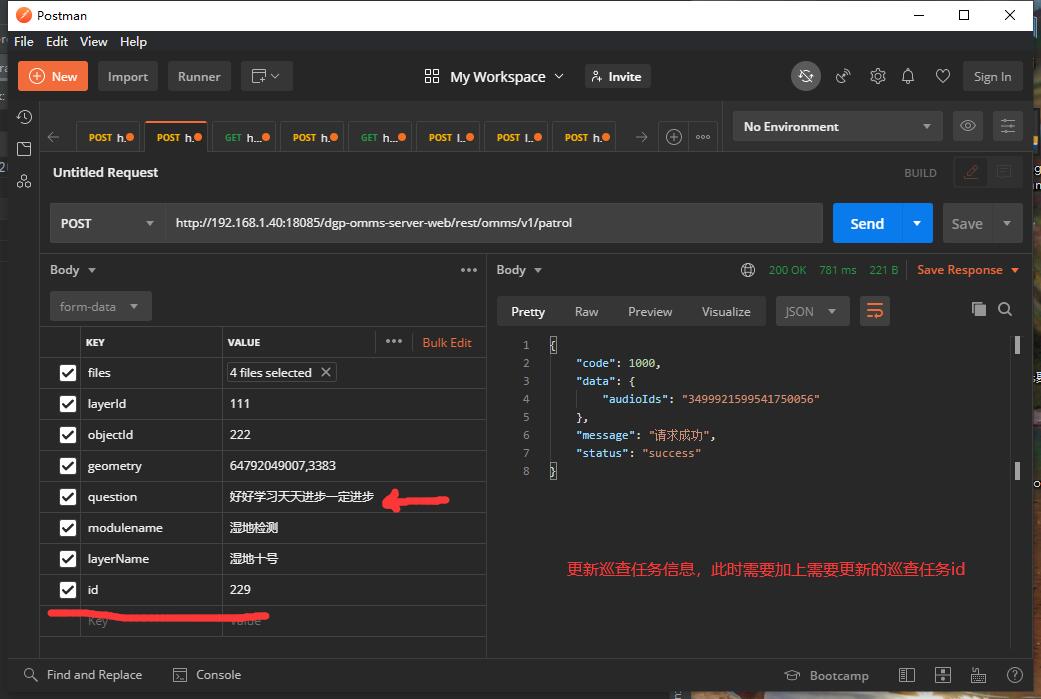 Postman
File Edit View Help
New Import Runner My Workspace Invite Sign In
POST h. POST h. GET h... POST h. GET h... POST l.. POST l.. POST h. No Environment
Untitled Request BUILD
POST http://192.168.1.40:18085/dgp-omms-server-web/rest/omms/v1/patrol Send Save
Body
form-data
KEY VALUE Bulk Edit
files 4 files selected
layerId 111
objectId 222
geometry 64792049007,3383
question 好好学习天天进步一定进步
modulename 湿地检测
layerName 湿地十号
id 229
Key Value
Body 200 OK 781 ms 221 B Save Response
Pretty Raw Preview Visualize JSON
1 {
2 "code": 1000,
3 "data": {
4 "audioIds": "3499921599541750056"
5 },
6 "message": "请求成功",
7 "status": "success"
8 }
更新巡查任务信息，此时需要加上需要更新的巡查任务id
Find and Replace Console Bootcamp